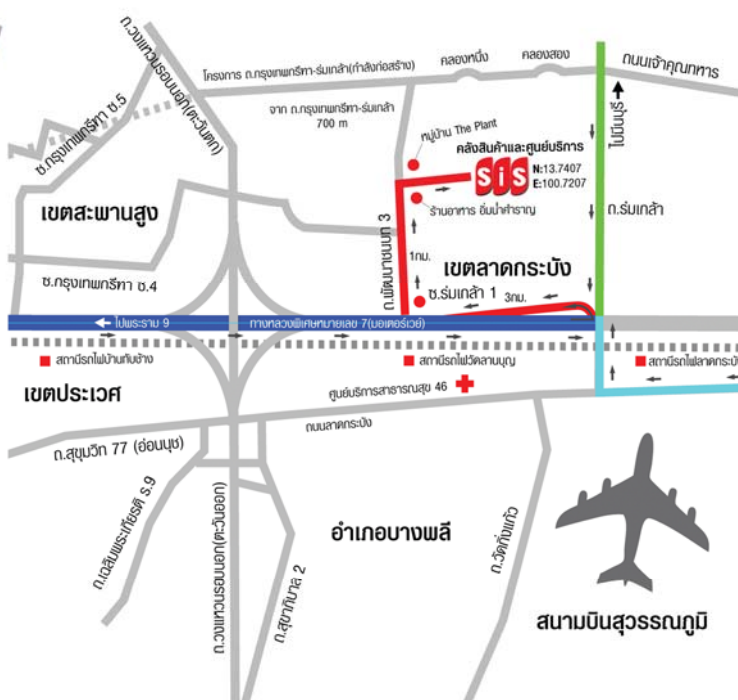 ถ.วงแหวนรอบนอก(ตะวันตก)
โครงการ ถ.กรุงเทพกรีฑา-ร่มเกล้า(กำลังก่อสร้าง)
คลองหนึ่ง
คลองสอง
ถนนเจ้าคุณทหาร
ซ.กรุงเทพกรีฑา ซ.5
จาก ถ.กรุงเทพกรีฑา-ร่มเกล้า
700 m
ไปมีนบุรี
หมู่บ้าน The Plant
คลังสินค้าและศูนย์บริการ
SiS
N:13.7407
E:100.7207
เขตสะพานสูง
ร้านอาหาร อิ่มน้ำสำราญ
ถ.ร่มเกล้า
ถ.พัฒนาชนบท 3
1กม.
เขตลาดกระบัง
ซ.กรุงเทพกรีฑา ซ.4
ซ.ร่มเกล้า 1
3กม.
ไปพระราม 9
ทางหลวงพิเศษหมายเลข 7(มอเตอร์เวย์)
สถานีรถไฟบ้านทับช้าง
สถานีรถไฟวัดลานบุญ
สถานีรถไฟลาดกระบัง
เขตประเวศ
ศูนย์บริการสาธารณสุข 46
ถนนลาดกระบัง
ถ.สุขุมวิท 77 (อ่อนนุช)
ถ.เฉลิมพระเกียรติ ร.9
ถ.วงแหวนรอบนอก(ตะวันออก)
ถ.สุขาภิบาล 2
อำเภอบางพลี
ถ.วัดกิ่งแก้ว
สนามบินสุวรรณภูมิ